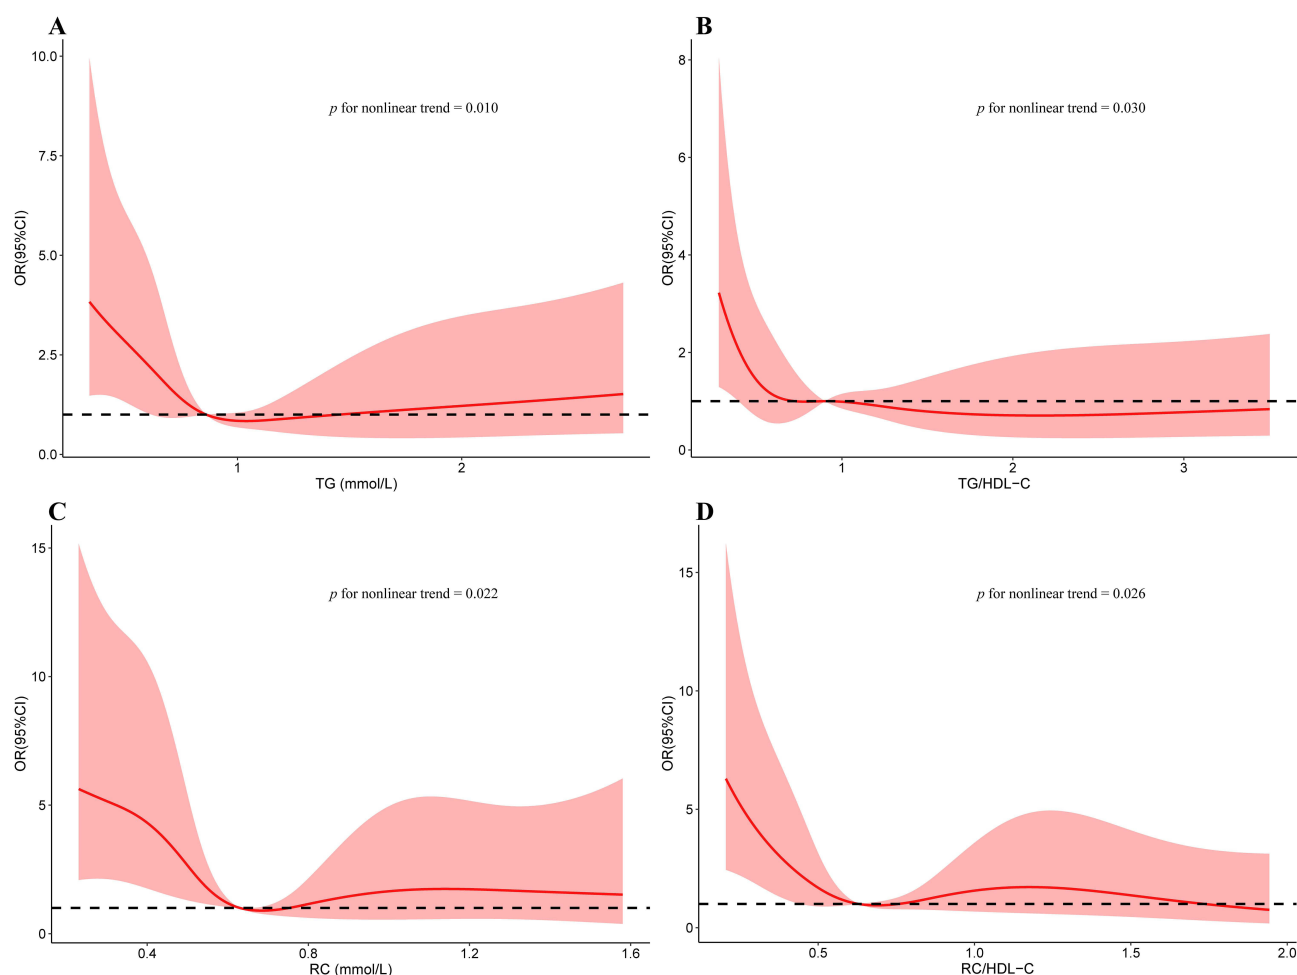 A
10.0
7.5
5.0
2.5
0.0
OR(95%CI)
p for nonlinear trend = 0.010
1
2
TG (mmol/L)
B
8
6
4
2
0
OR(95%CI)
p for nonlinear trend = 0.030
1
2
3
TG/HDL−C
C
15
10
5
0
OR(95%CI)
p for nonlinear trend = 0.022
0.4
0.8
1.2
1.6
RC (mmol/L)
D
15
10
5
0
OR(95%CI)
p for nonlinear trend = 0.026
0.5
1.0
1.5
2.0
RC/HDL−C